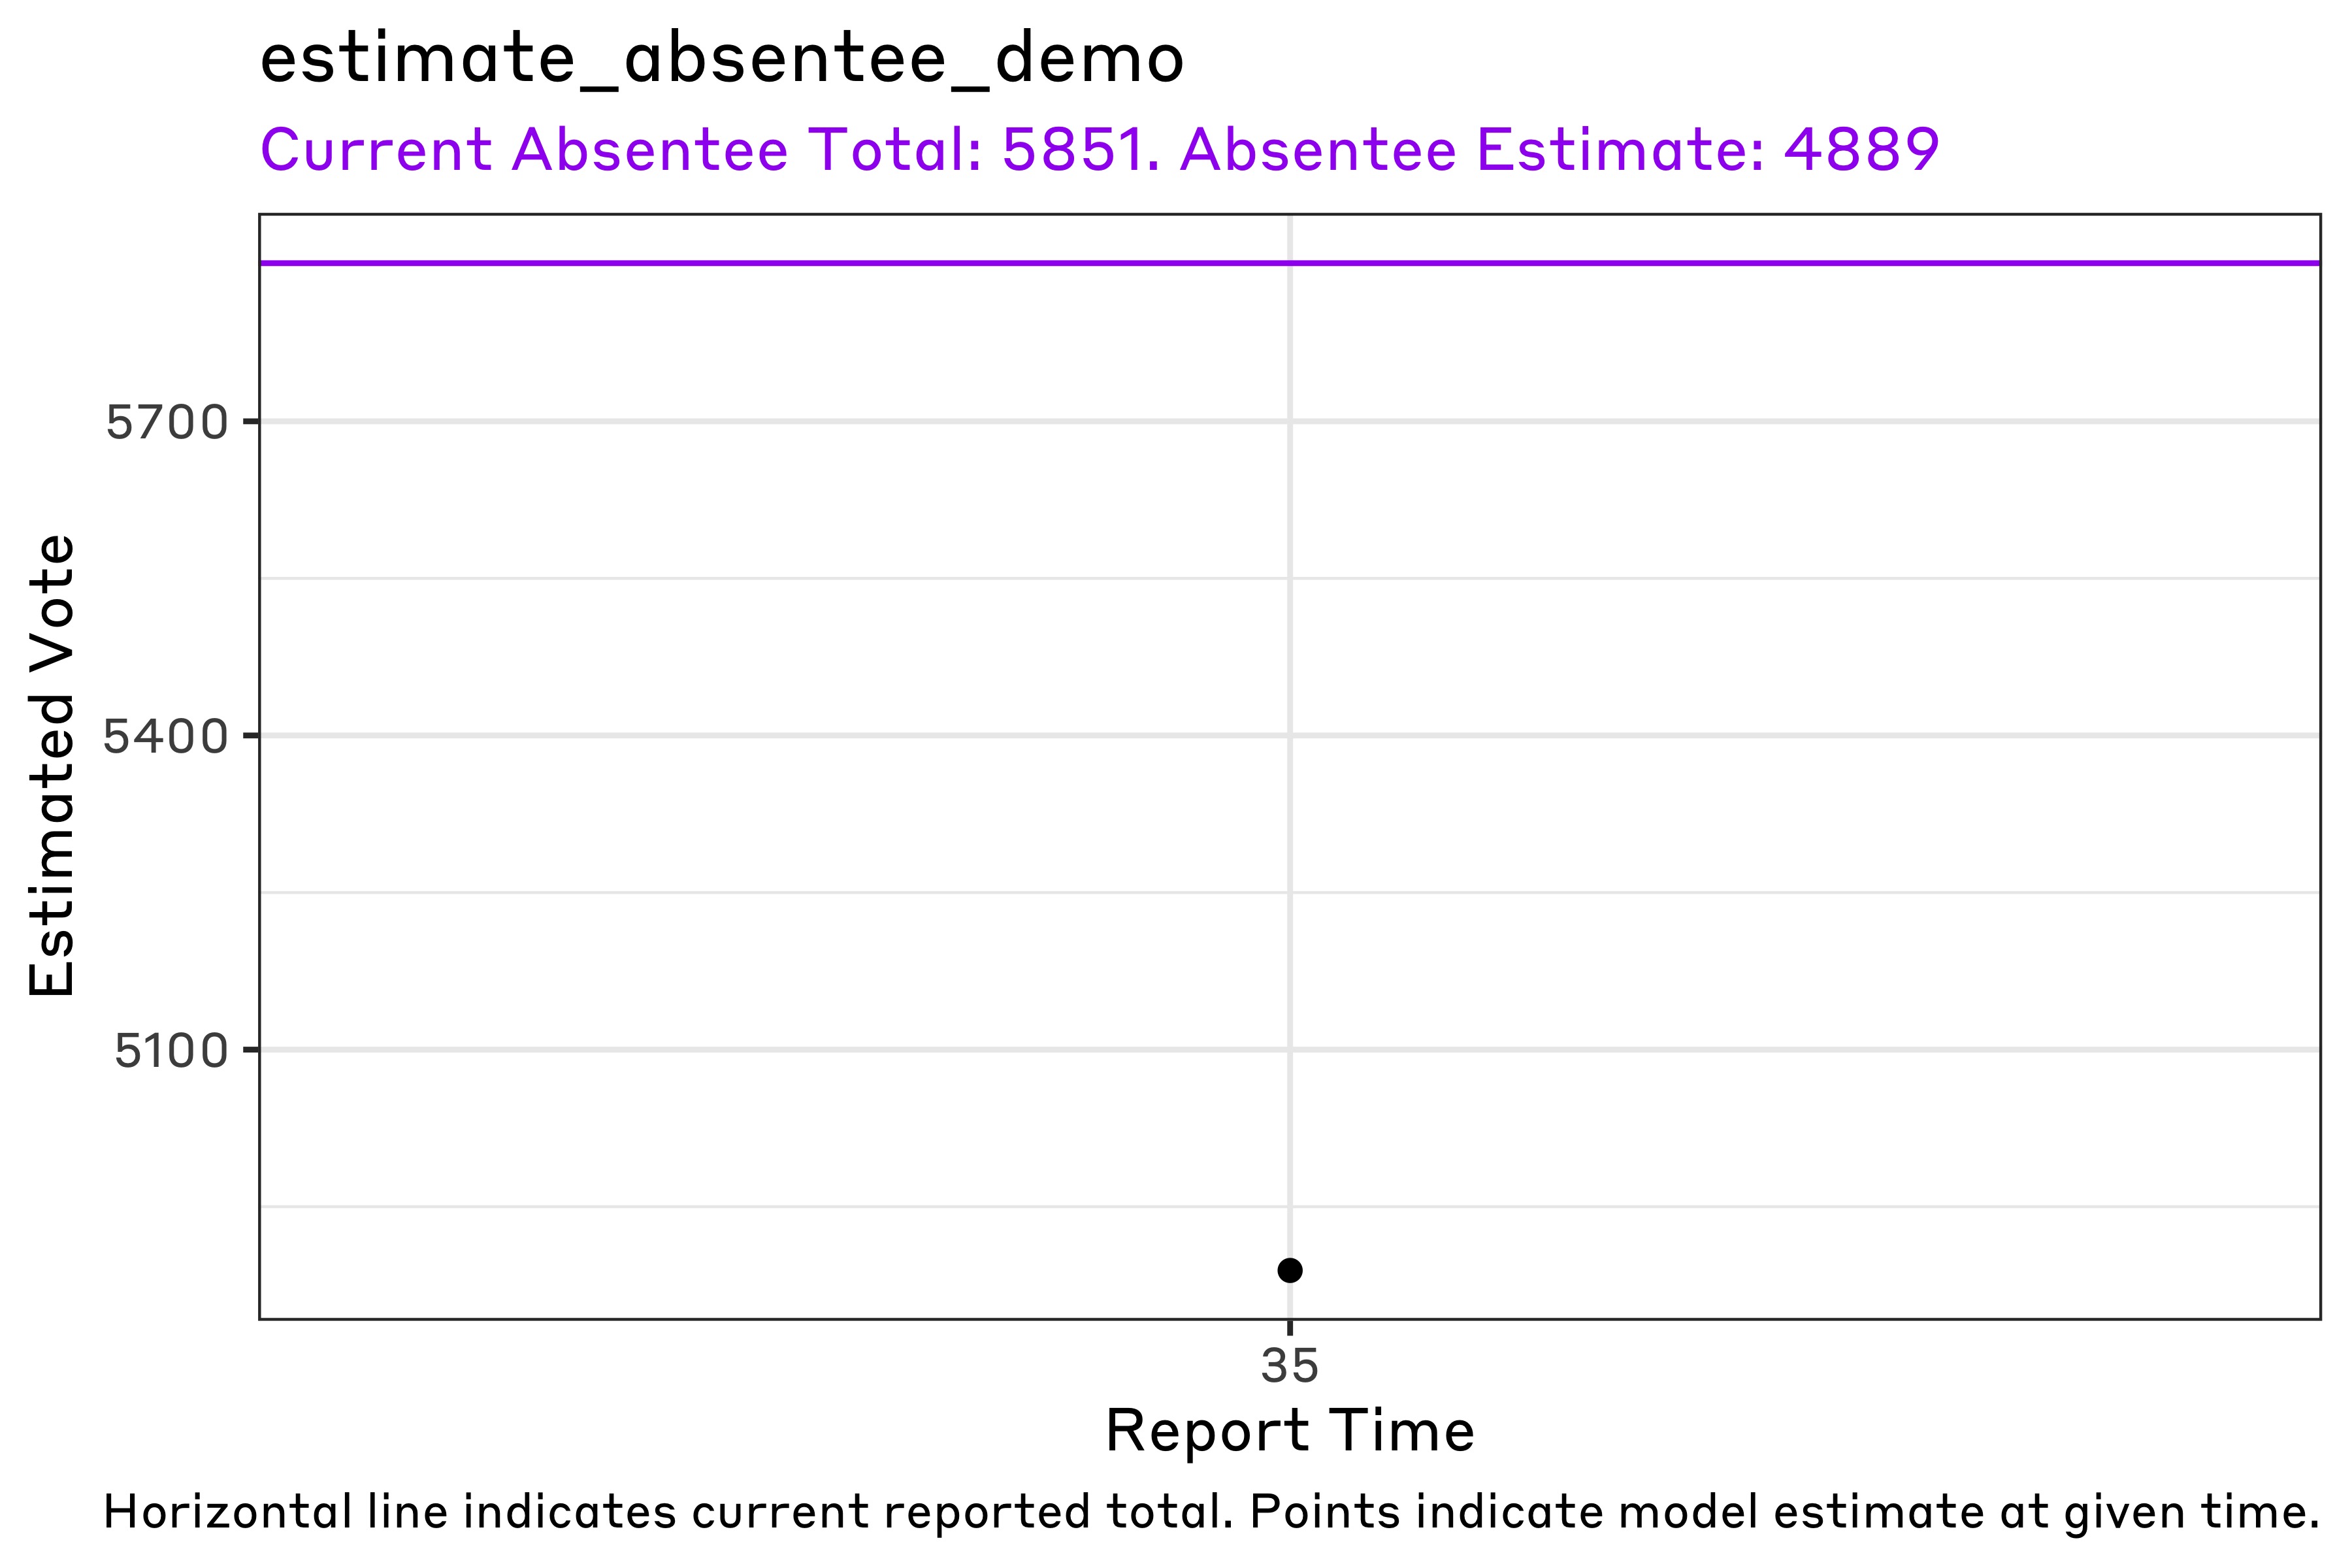 estimate_absentee_demo
Current Absentee Total: 5851. Absentee Estimate: 4889
Estimated Vote
5700
5400
5100
35
Report Time
Horizontal line indicates current reported total. Points indicate model estimate at given time.